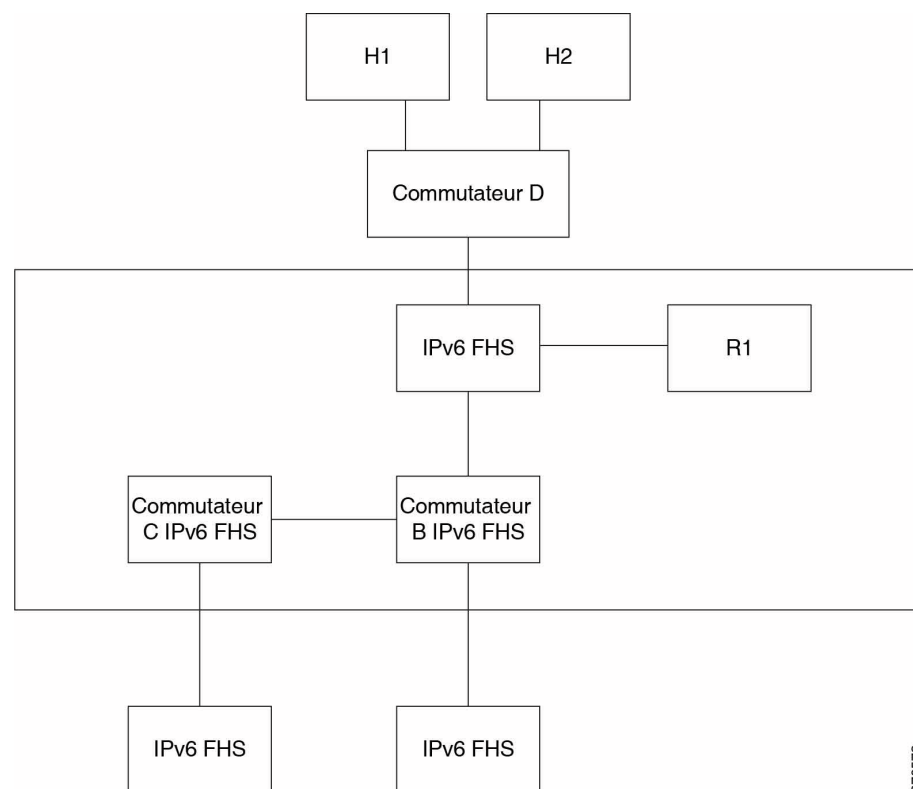 H1
H2
Commutateur D
IPv6 FHS
R1
Commutateur
C IPv6 FHS
Commutateur
B IPv6 FHS
IPv6 FHS
IPv6 FHS